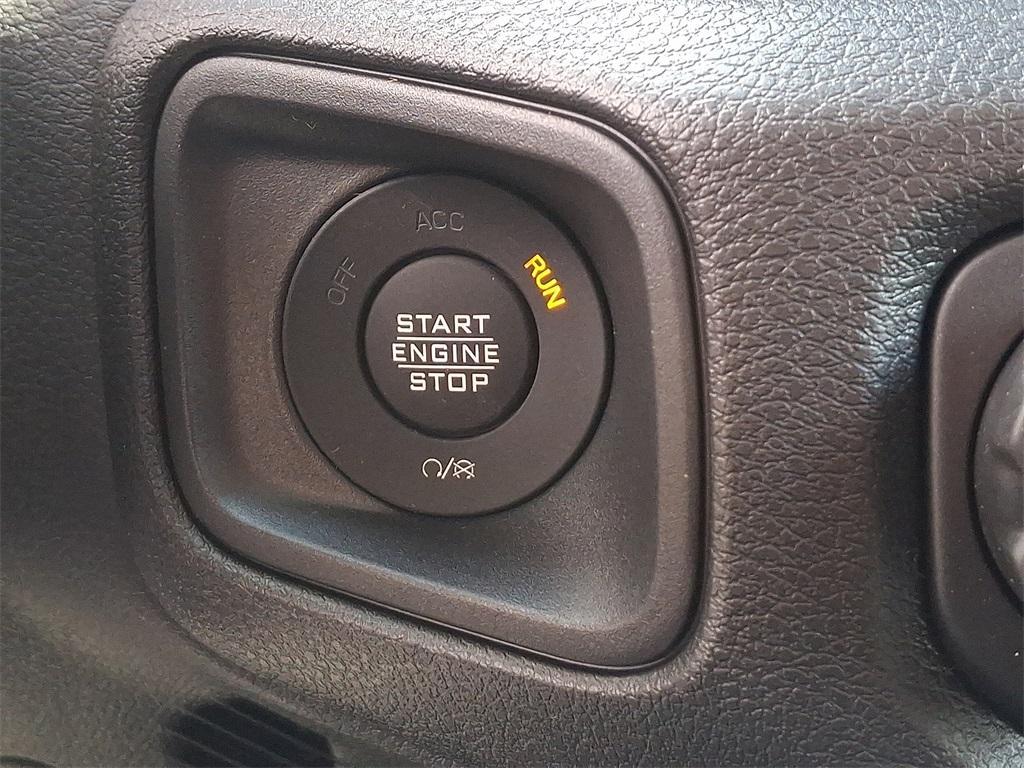 ACC
OFF
RUN
START
ENGINE
STOP